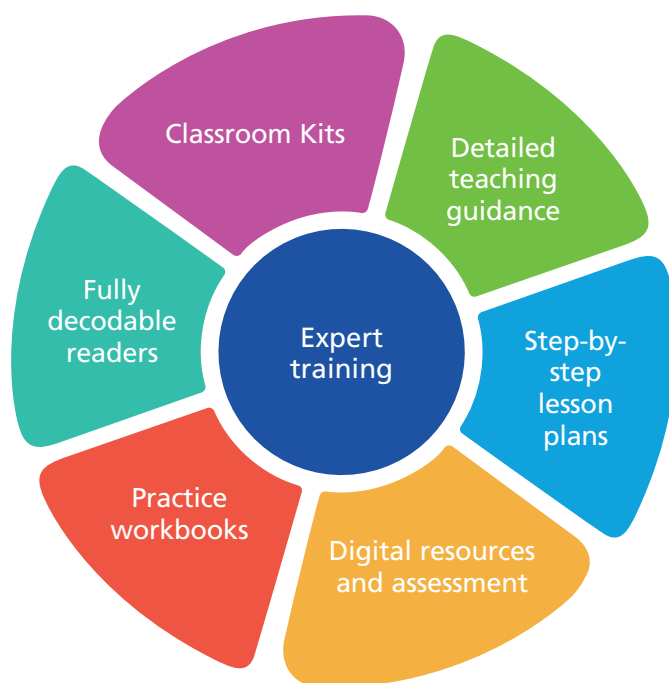 Classroom Kits
Detailed
teaching
guidance
Step-by-
step
lesson
plans
Digital resources
and assessment
Practice
workbooks
Fully
decodable
readers
Expert
training